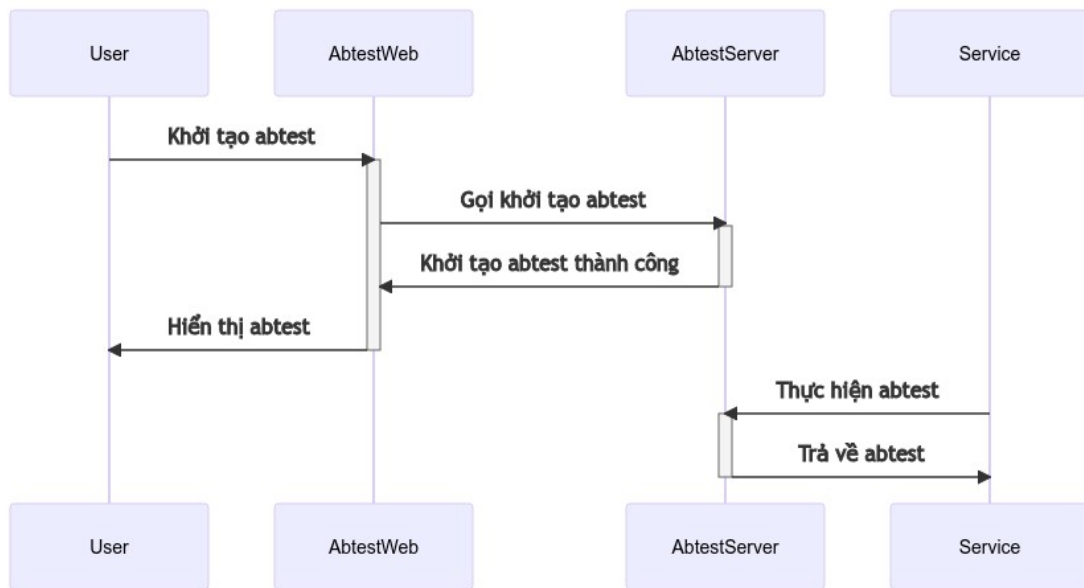 User
AbtestWeb
AbtestServer
Service
Khởi tạo abtest
Gọi khởi tạo abtest
Khởi tạo abtest thành công
Hiển thị abtest
Thực hiện abtest
Trả về abtest
User
AbtestWeb
AbtestServer
Service